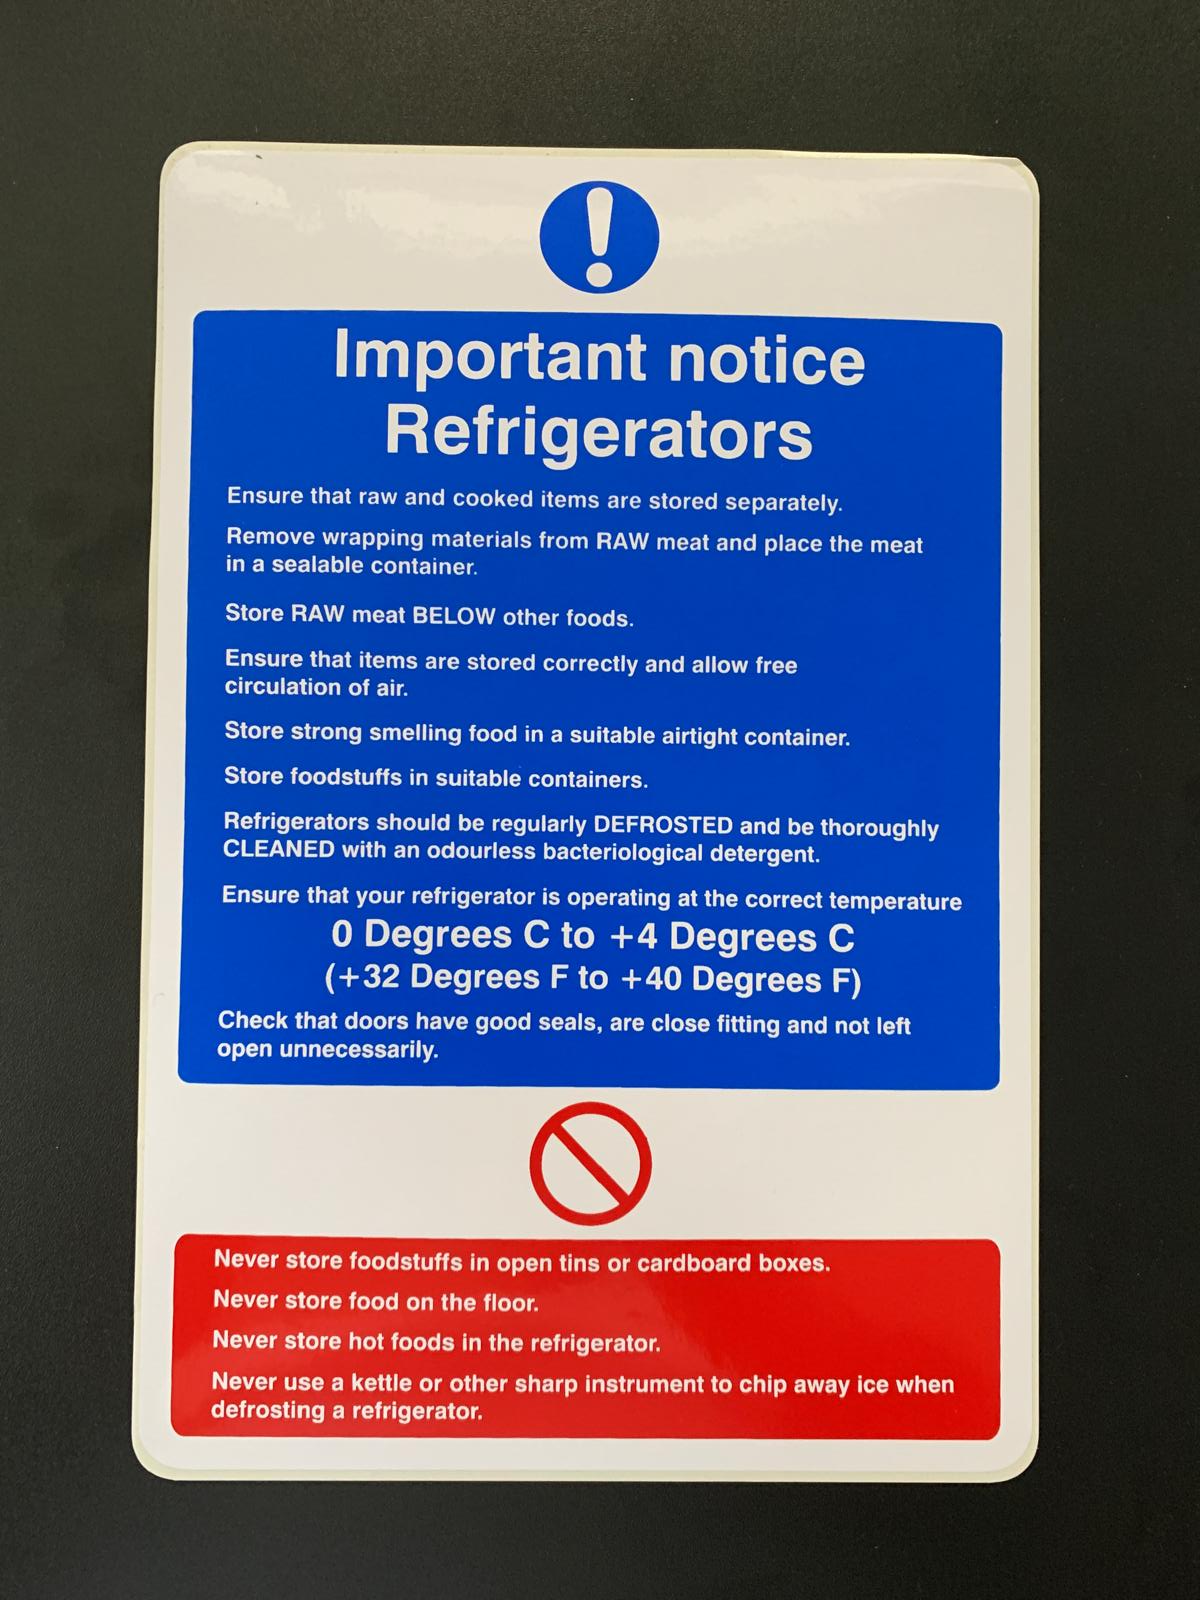 Important notice
Refrigerators
Ensure that raw and cooked items are stored separately.
Remove wrapping materials from RAW meat and place the meat
in a sealable container.
Store RAW meat BELOW other foods.
Ensure that items are stored correctly and allow free
circulation of air.
Store strong smelling food in a suitable airtight container.
Store foodstuffs in suitable containers.
Refrigerators should be regularly DEFROSTED and be thoroughly
CLEANED with an odourless bacteriological detergent.
Ensure that your refrigerator is operating at the correct temperature
0 Degrees C to +4 Degrees C
(+32 Degrees F to +40 Degrees F)
Check that doors have good seals, are close fitting and not left
open unnecessarily.
Never store foodstuffs in open tins or cardboard boxes.
Never store food on the floor.
Never store hot foods in the refrigerator.
Never use a kettle or other sharp instrument to chip away ice when
defrosting a refrigerator.